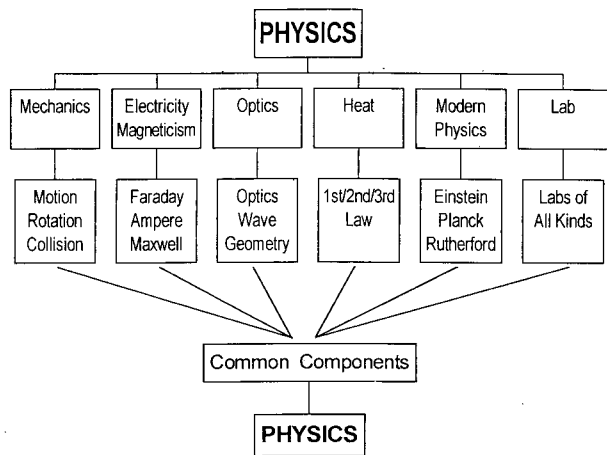 PHYSICS
Mechanics
Electricity
Magneticism
Optics
Heat
Modern
Physics
Lab
Motion
Rotation
Collision
Faraday
Ampere
Maxwell
Optics
Wave
Geometry
1st/2nd/3rd
Law
Einstein
Planck
Rutherford
Labs of
All Kinds
Common Components
PHYSICS